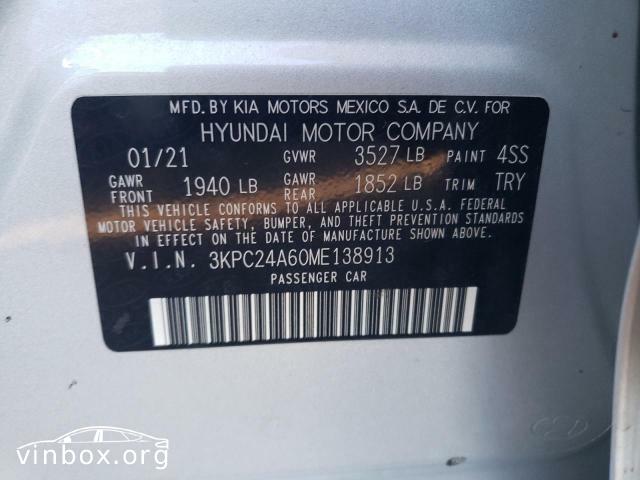 MFD. BY KIA MOTORS MEXICO S.A. DE C.V. FOR
HYUNDAI MOTOR COMPANY
01/21 GVWR 3527 LB PAINT 4SS
GAWR FRONT 1940 LB GAWR REAR 1852 LB TRIM TRY
THIS VEHICLE CONFORMS TO ALL APPLICABLE U.S.A. FEDERAL
MOTOR VEHICLE SAFETY, BUMPER, AND THEFT PREVENTION STANDARDS
IN EFFECT ON THE DATE OF MANUFACTURE SHOWN ABOVE.
V.I.N. 3KPC24A60ME138913
PASSENGER CAR
vinbox.org